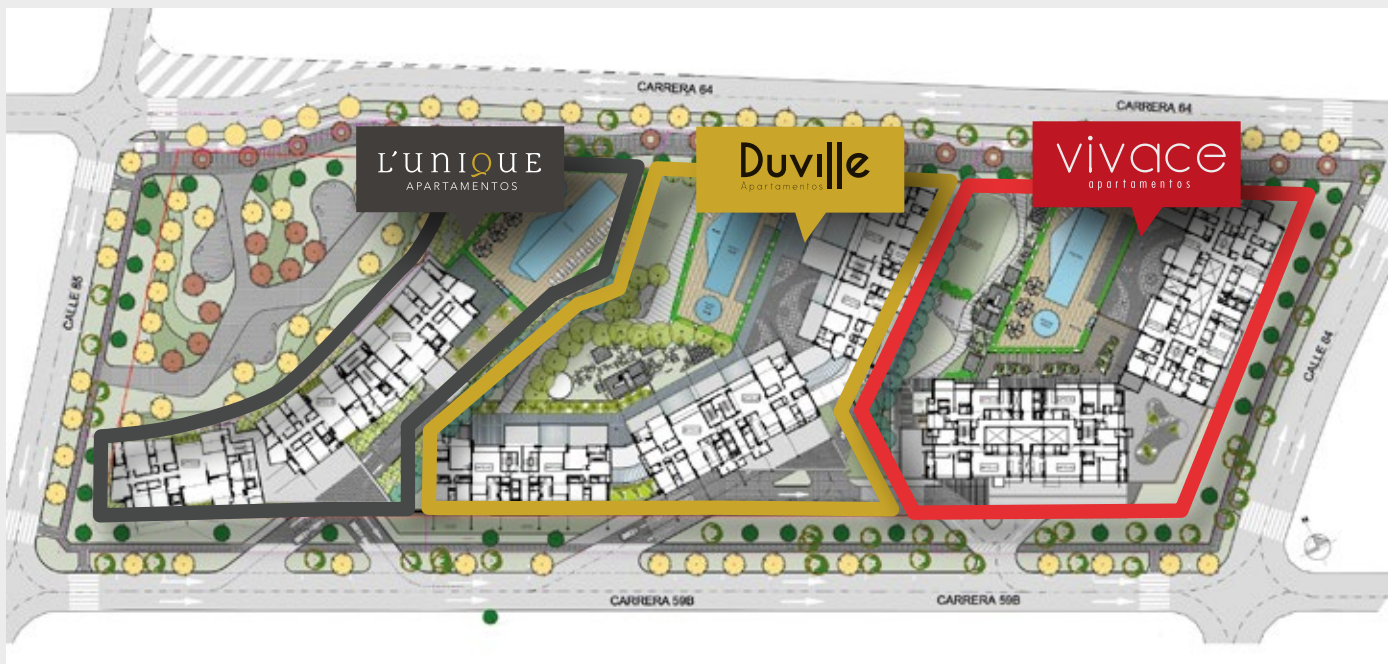 CARRERA 64
CARRERA 64
L'UNIQUE
APARTAMENTOS
Duville
Apartamentos
vivace
apartamentos
CALLE 65
CALLE 64
CARRERA 59B
CARRERA 59B